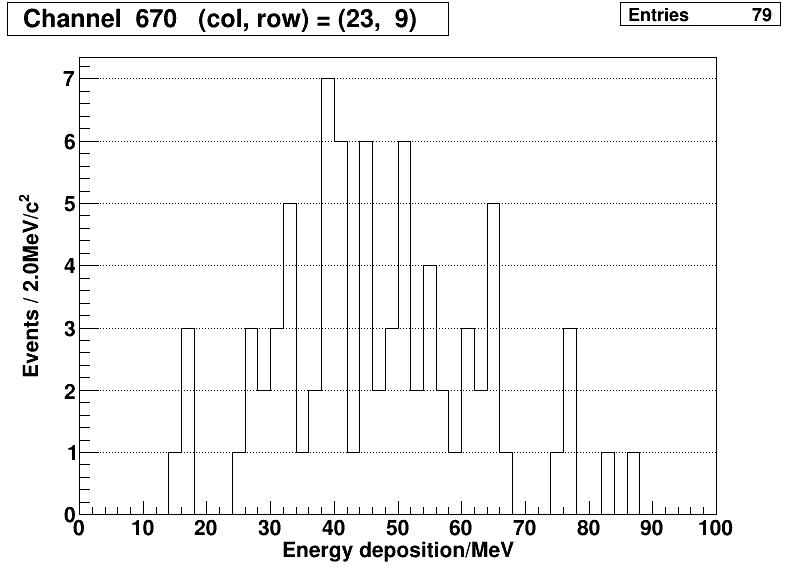 Channel 670 (col, row) = (23, 9)
Entries 79
7
6
5
4
3
2
1
0
Events / 2.0MeV/c²
0 10 20 30 40 50 60 70 80 90 100
Energy deposition/MeV